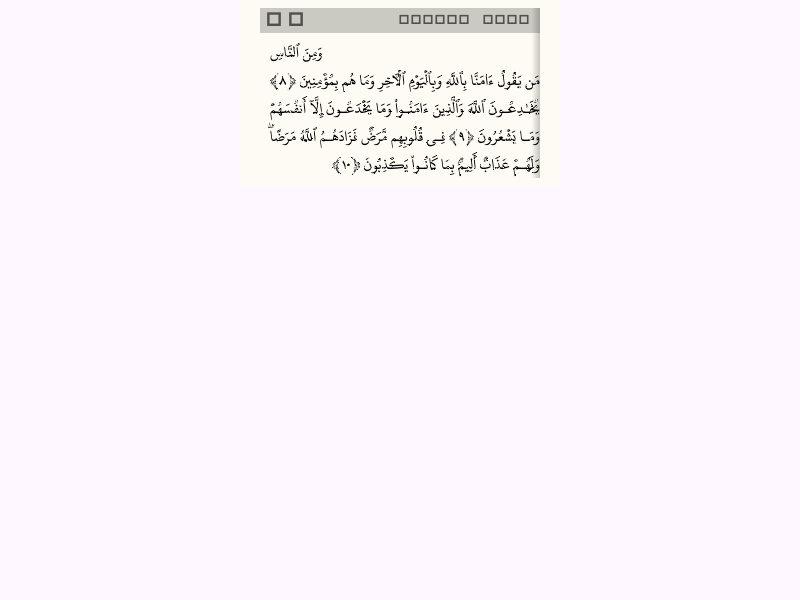 وَمِنَ ٱلنَّاسِ
مَن يَقُولُ ءَامَنَّا بِٱللَّهِ وَبِٱلْيَوْمِ ٱلْأَخِرِ وَمَا هُم بِمُؤْمِنِينَ ﴿٨﴾
يُخَٰدِعُونَ ٱللَّهَ وَٱلَّذِينَ ءَامَنُوا۟ وَمَا يَخْدَعُونَ إِلَّآ أَنفُسَهُمْ
وَمَا يَشْعُرُونَ ﴿٩﴾ فِى قُلُوبِهِم مَّرَضٌ فَزَادَهُمُ ٱللَّهُ مَرَضًا ۖ
وَلَهُمْ عَذَابٌ أَلِيمٌۢ بِمَا كَانُوا۟ يَكْذِبُونَ ﴿١٠﴾